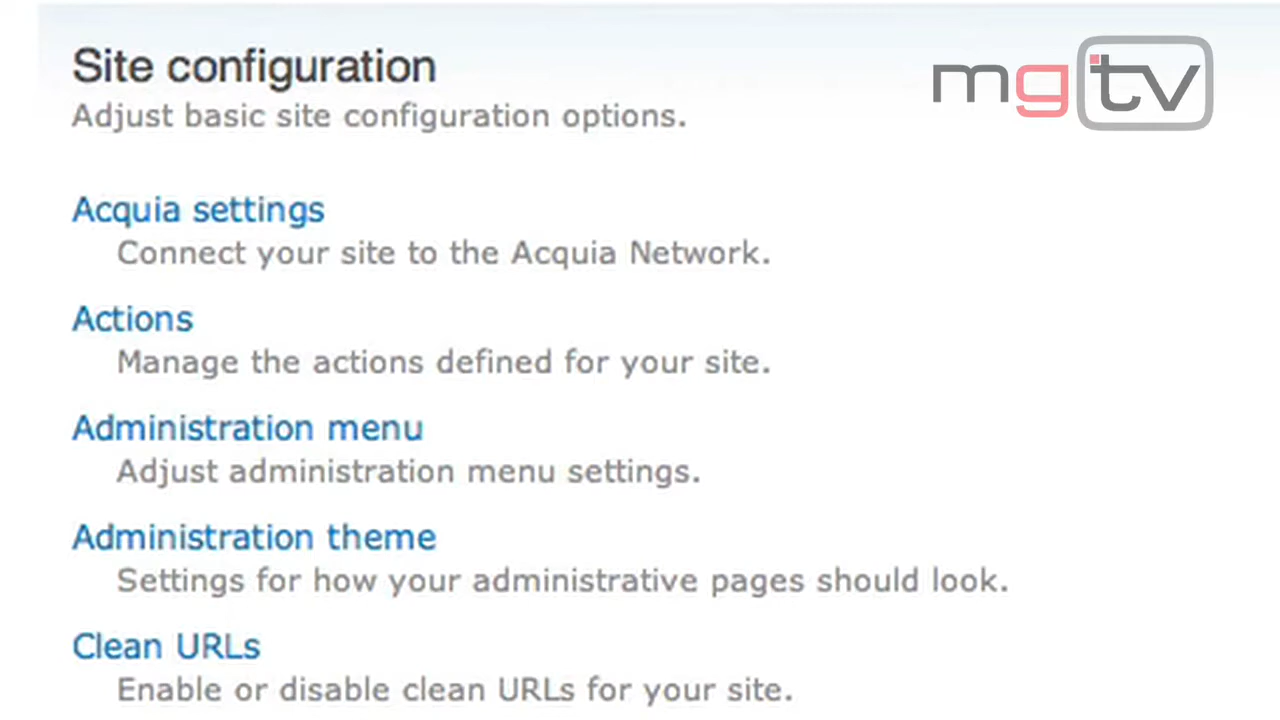 Site configuration
mgtv
Adjust basic site configuration options.
Acquia settings
Connect your site to the Acquia Network.
Actions
Manage the actions defined for your site.
Administration menu
Adjust administration menu settings.
Administration theme
Settings for how your administrative pages should look.
Clean URLs
Enable or disable clean URLs for your site.